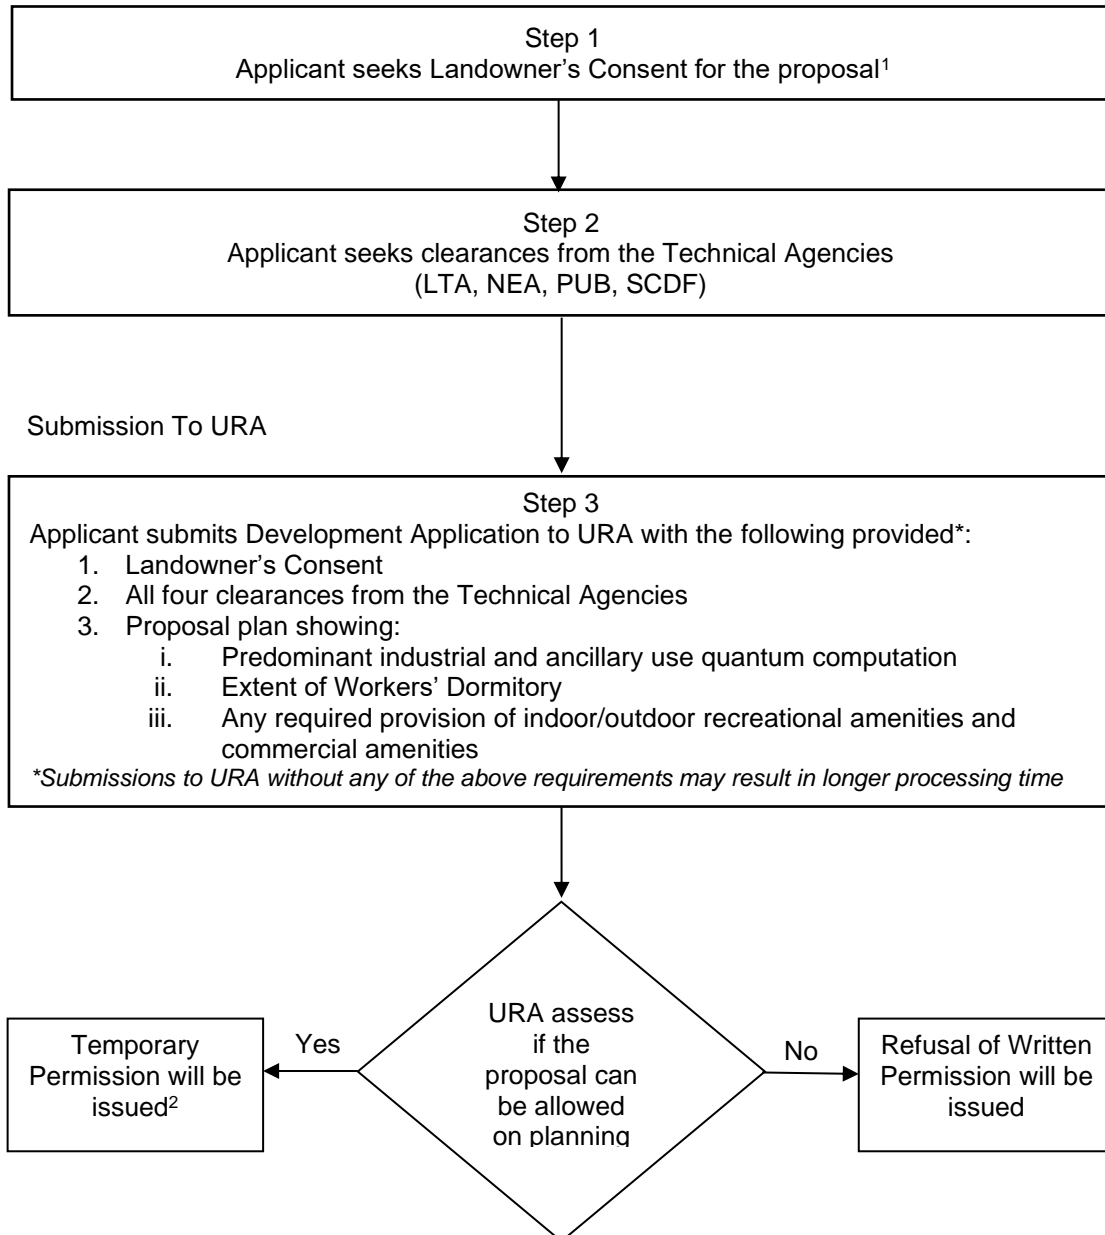 Step 1
Applicant seeks Landowner's Consent for the proposal¹
Step 2
Applicant seeks clearances from the Technical Agencies
(LTA, NEA, PUB, SCDF)
Submission To URA
Step 3
Applicant submits Development Application to URA with the following provided*:
1. Landowner's Consent
2. All four clearances from the Technical Agencies
3. Proposal plan showing:
i. Predominant industrial and ancillary use quantum computation
ii. Extent of Workers' Dormitory
iii. Any required provision of indoor/outdoor recreational amenities and
commercial amenities
*Submissions to URA without any of the above requirements may result in longer processing time
URA assess
if the
proposal can
be allowed
on planning
Yes
Temporary
Permission will be
issued²
No
Refusal of Written
Permission will be
issued